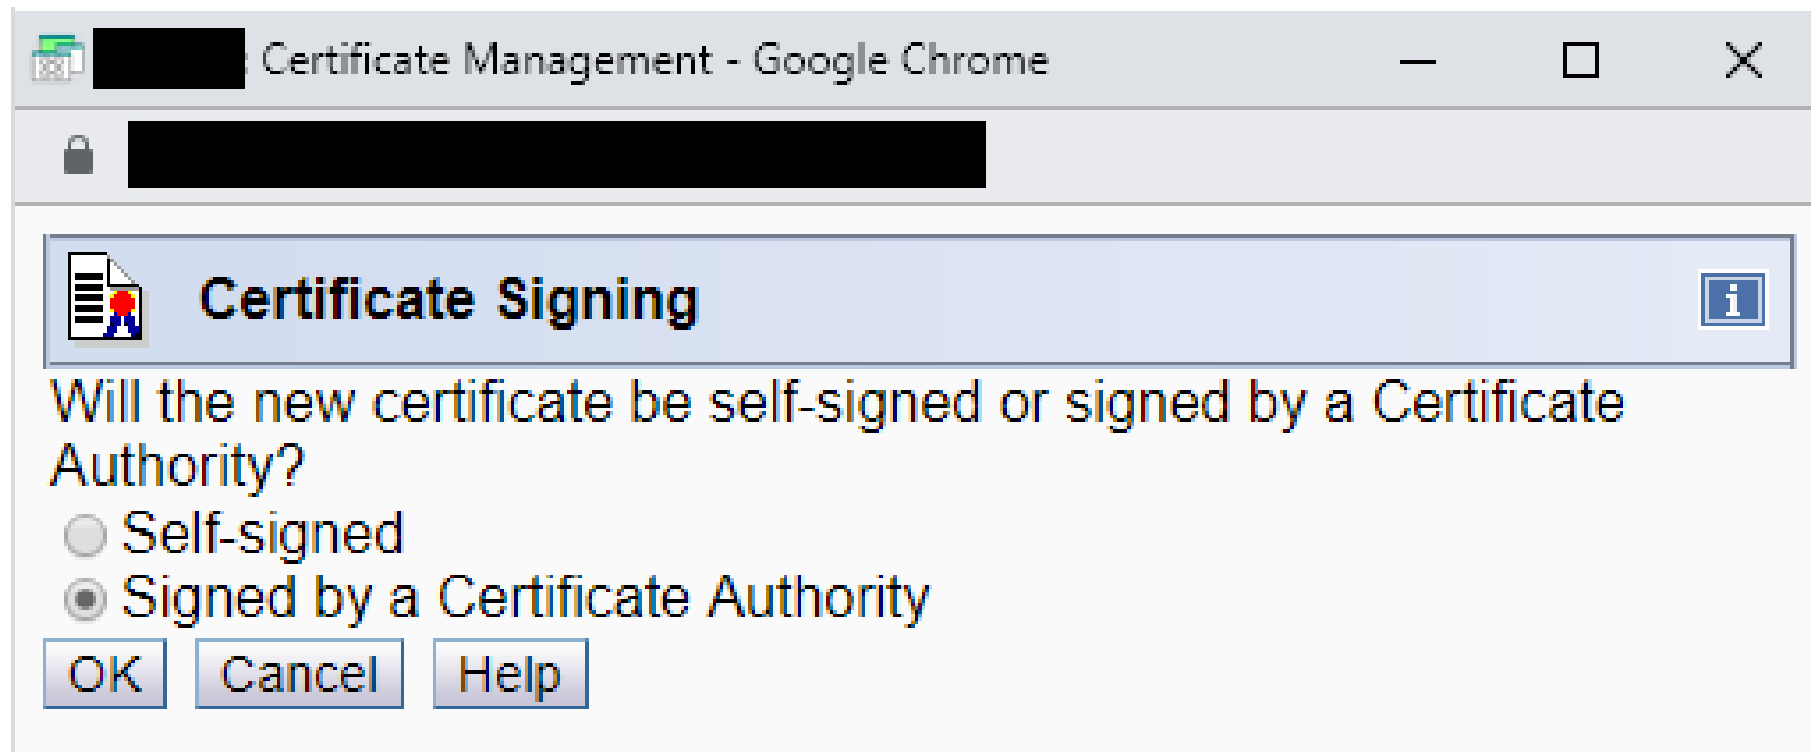 : Certificate Management - Google Chrome
Certificate Signing
i
Will the new certificate be self-signed or signed by a Certificate
Authority?
Self-signed
Signed by a Certificate Authority
OK Cancel Help